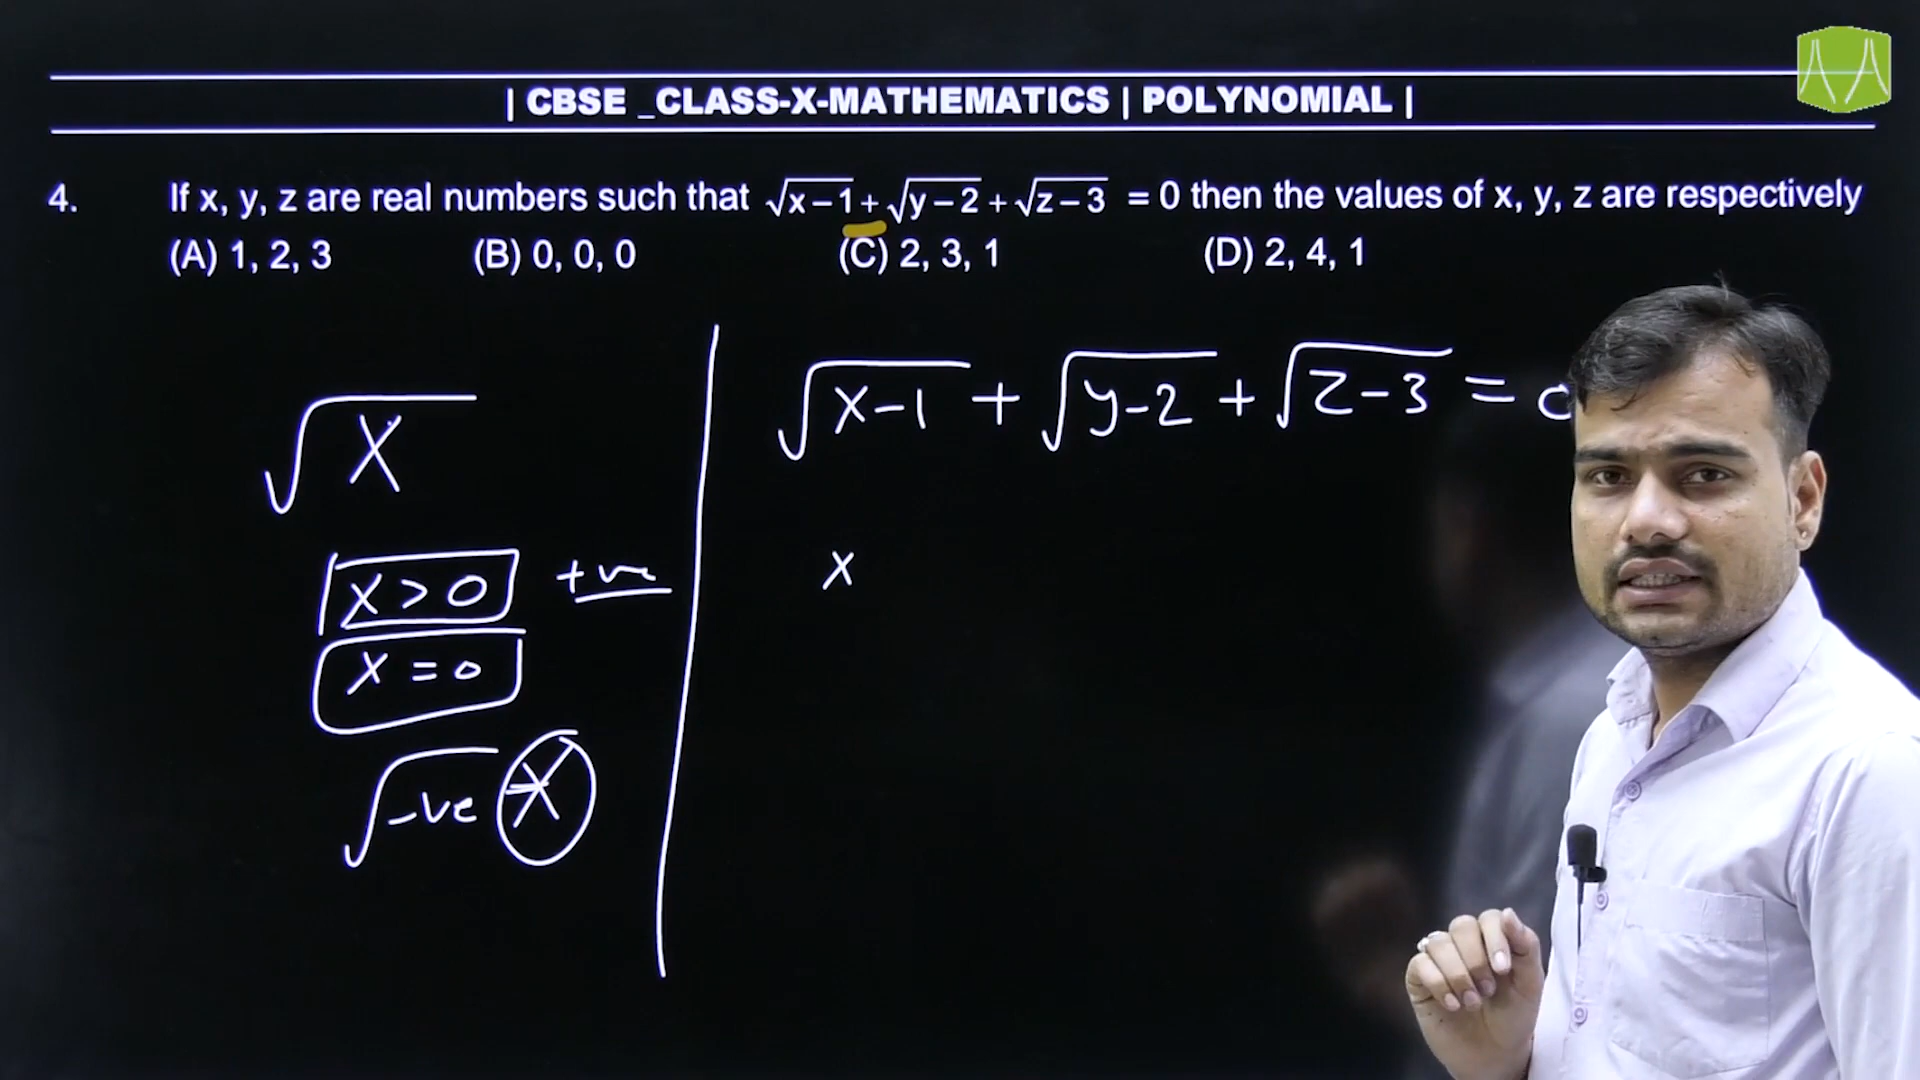 | CBSE _CLASS-X-MATHEMATICS | POLYNOMIAL |
4. If x, y, z are real numbers such that √x–1 + √y–2 + √z–3 = 0 then the values of x, y, z are respectively
(A) 1, 2, 3 (B) 0, 0, 0 (C) 2, 3, 1 (D) 2, 4, 1
√x-1 + √y-2 + √z-3 = 0
√x
x > 0 +ve
x
x = 0
√-ve ×